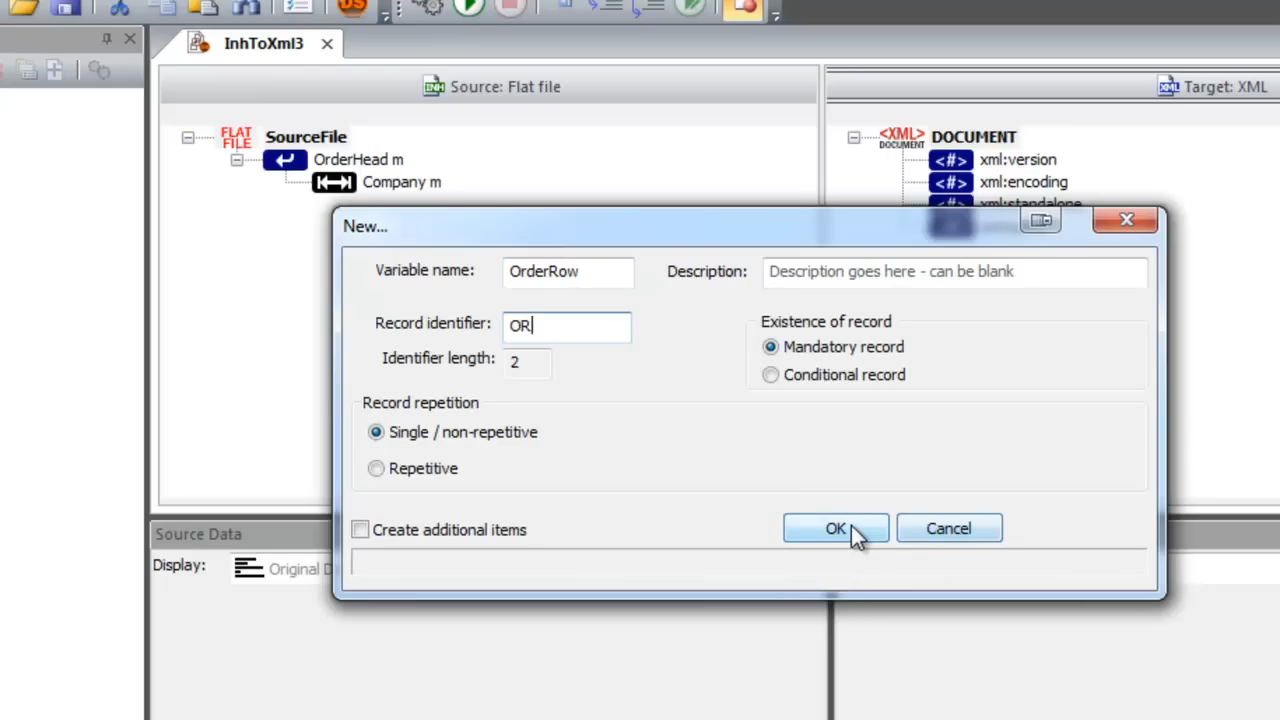 InhToXml3
Source: Flat file
Target: XML
FLAT FILE SourceFile
OrderHead m
Company m
<XML> DOCUMENT DOCUMENT
<#> xml:version
<#> xml:encoding
<#> xml:standalone
New...
Variable name: OrderRow
Description: Description goes here - can be blank
Record identifier: OR
Identifier length: 2
Existence of record
Mandatory record
Conditional record
Record repetition
Single / non-repetitive
Repetitive
Create additional items
OK
Cancel
Source Data
Display: Original D